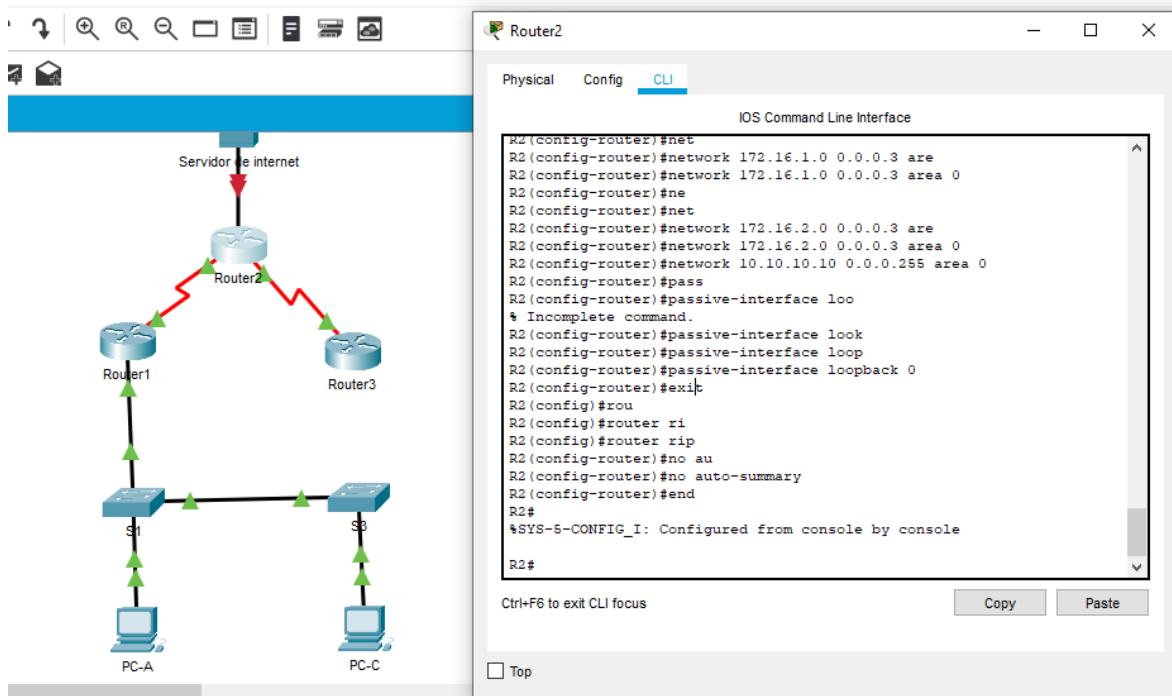 Router2
Physical Config CLI
IOS Command Line Interface
R2(config-router)#net
R2(config-router)#network 172.16.1.0 0.0.0.3 are
R2(config-router)#network 172.16.1.0 0.0.0.3 area 0
R2(config-router)#ne
R2(config-router)#net
R2(config-router)#network 172.16.2.0 0.0.0.3 are
R2(config-router)#network 172.16.2.0 0.0.0.3 area 0
R2(config-router)#network 10.10.10.10 0.0.0.255 area 0
R2(config-router)#pass
R2(config-router)#passive-interface loo
% Incomplete command.
R2(config-router)#passive-interface look
R2(config-router)#passive-interface loop
R2(config-router)#passive-interface loopback 0
R2(config-router)#exit
R2(config)#rou
R2(config)#router ri
R2(config)#router rip
R2(config-router)#no au
R2(config-router)#no auto-summary
R2(config-router)#end
R2#
%SYS-5-CONFIG_I: Configured from console by console
R2#
Ctrl+F6 to exit CLI focus
Copy
Paste
Top
Servidor de internet
Router2
Router1
Router3
S1
S3
PC-A
PC-C